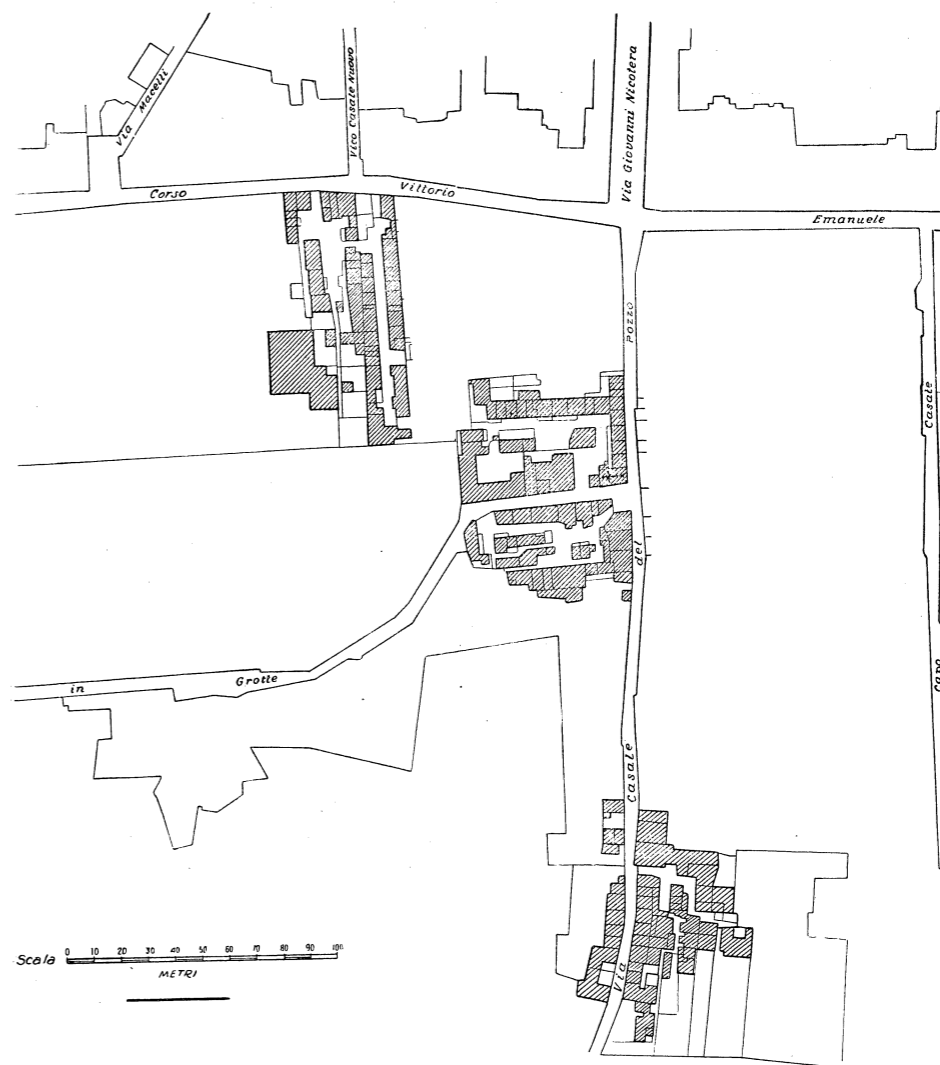 Via Macelli
Vico Casale Nuovo
Via Giovanni Nicotera
Corso Vittorio Emanuele
Via Casale del Pozzo
Casale
Capo
in Grotte
Scala 0 10 20 30 40 50 60 70 80 90 100
METRI